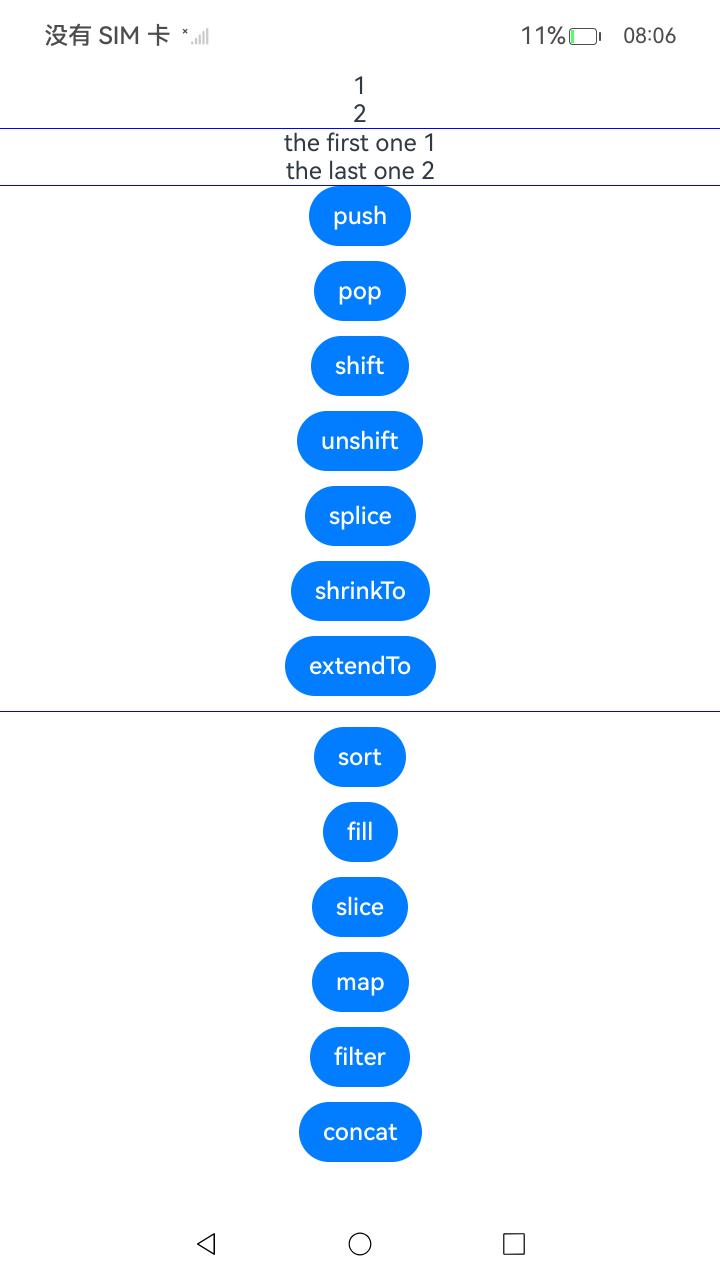 没有 SIM 卡 11% 08:06
1
2
the first one 1
the last one 2
push
pop
shift
unshift
splice
shrinkTo
extendTo
sort
fill
slice
map
filter
concat